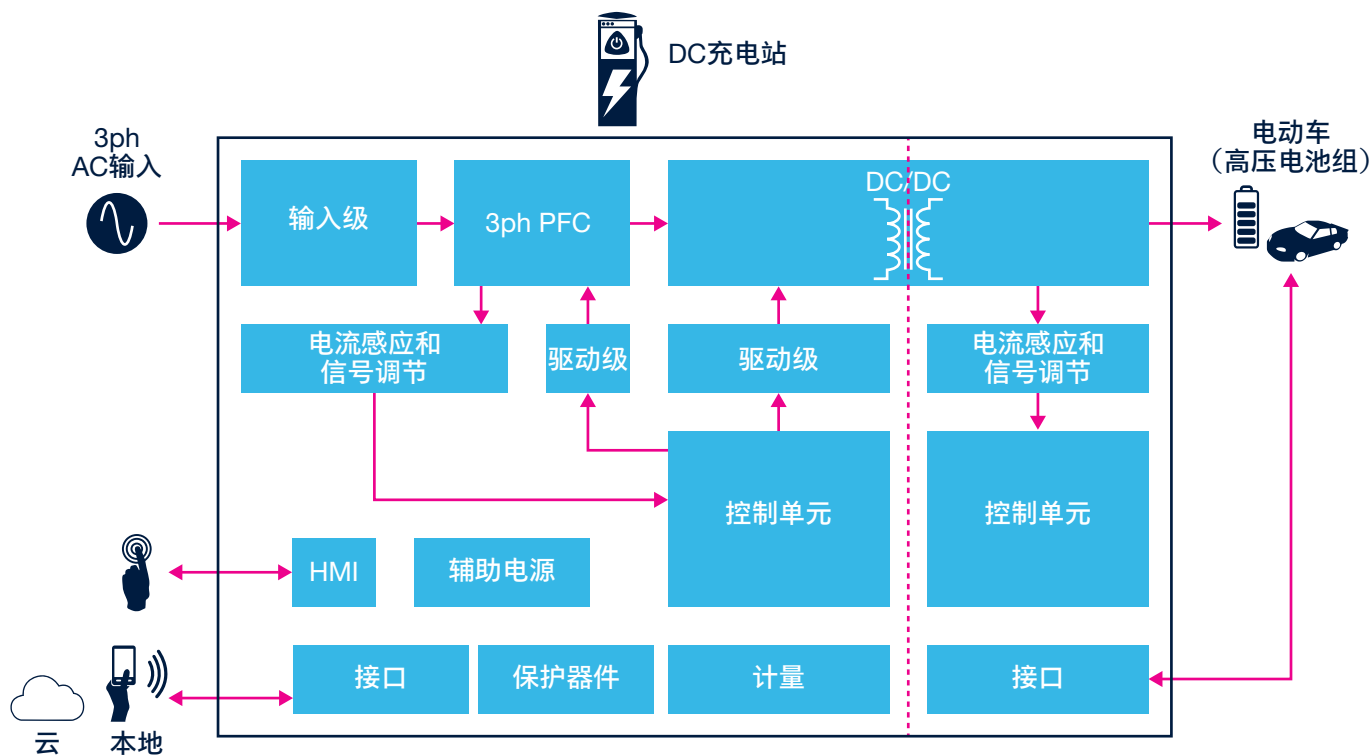 DC充电站
3ph
AC输入
电动车
（高压电池组）
输入级
3ph PFC
DC/DC
电流感应和
信号调节
驱动级
驱动级
电流感应和
信号调节
控制单元
控制单元
HMI
辅助电源
接口
保护器件
计量
接口
云
本地